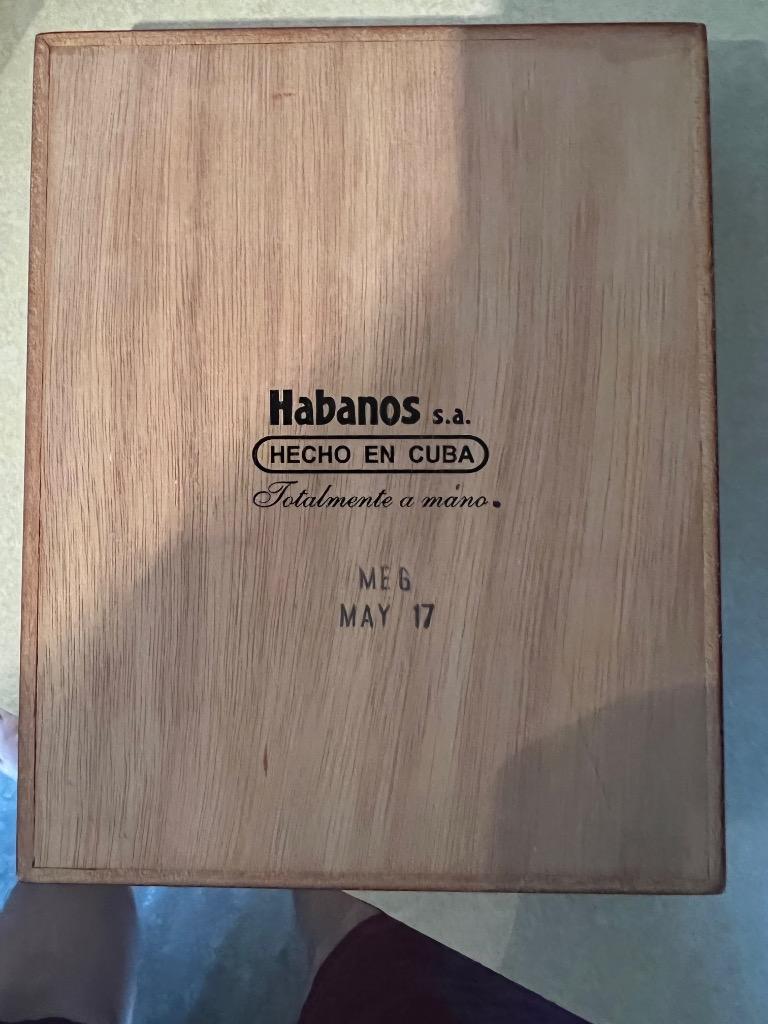 Habanos s.a.
HECHO EN CUBA
Totalmente a mano.
MEG
MAY 17